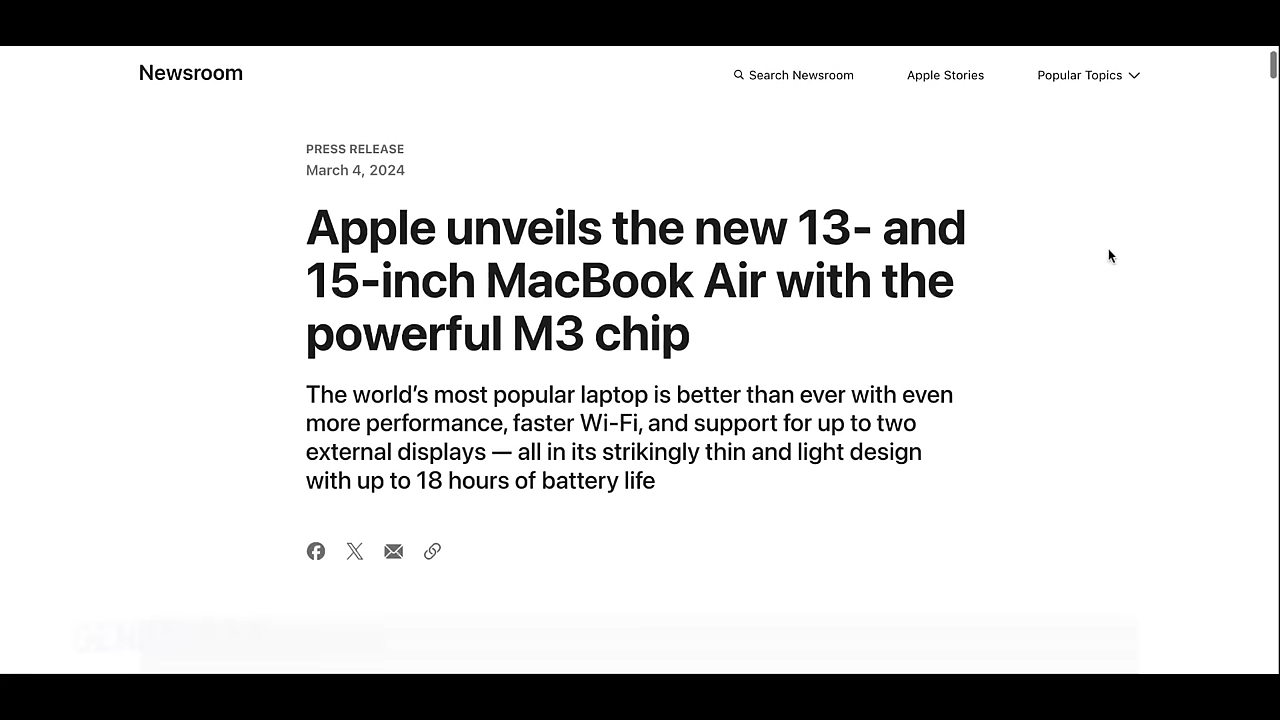 Newsroom
Search Newsroom
Apple Stories
Popular Topics
PRESS RELEASE
March 4, 2024
Apple unveils the new 13- and
15-inch MacBook Air with the
powerful M3 chip
The world’s most popular laptop is better than ever with even
more performance, faster Wi-Fi, and support for up to two
external displays — all in its strikingly thin and light design
with up to 18 hours of battery life